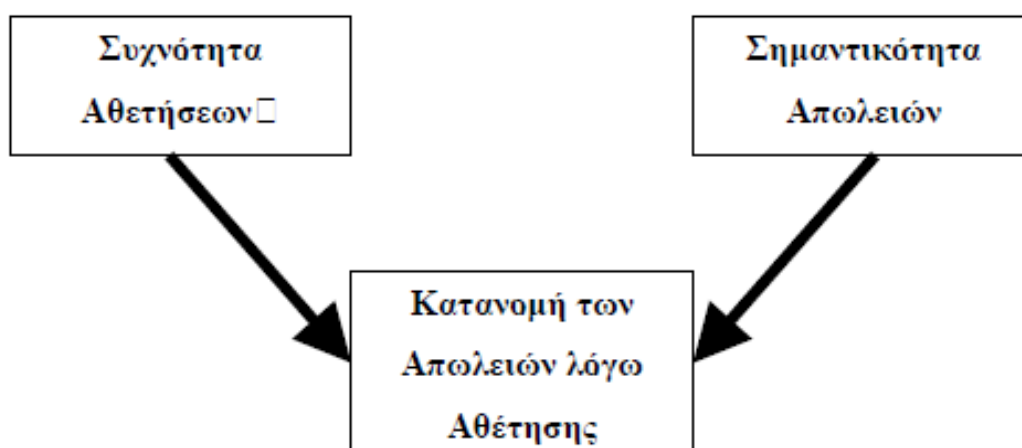 Συχνότητα
Αθετήσεων
Σημαντικότητα
Απωλειών
Κατανομή των
Απωλειών λόγω
Αθέτησης